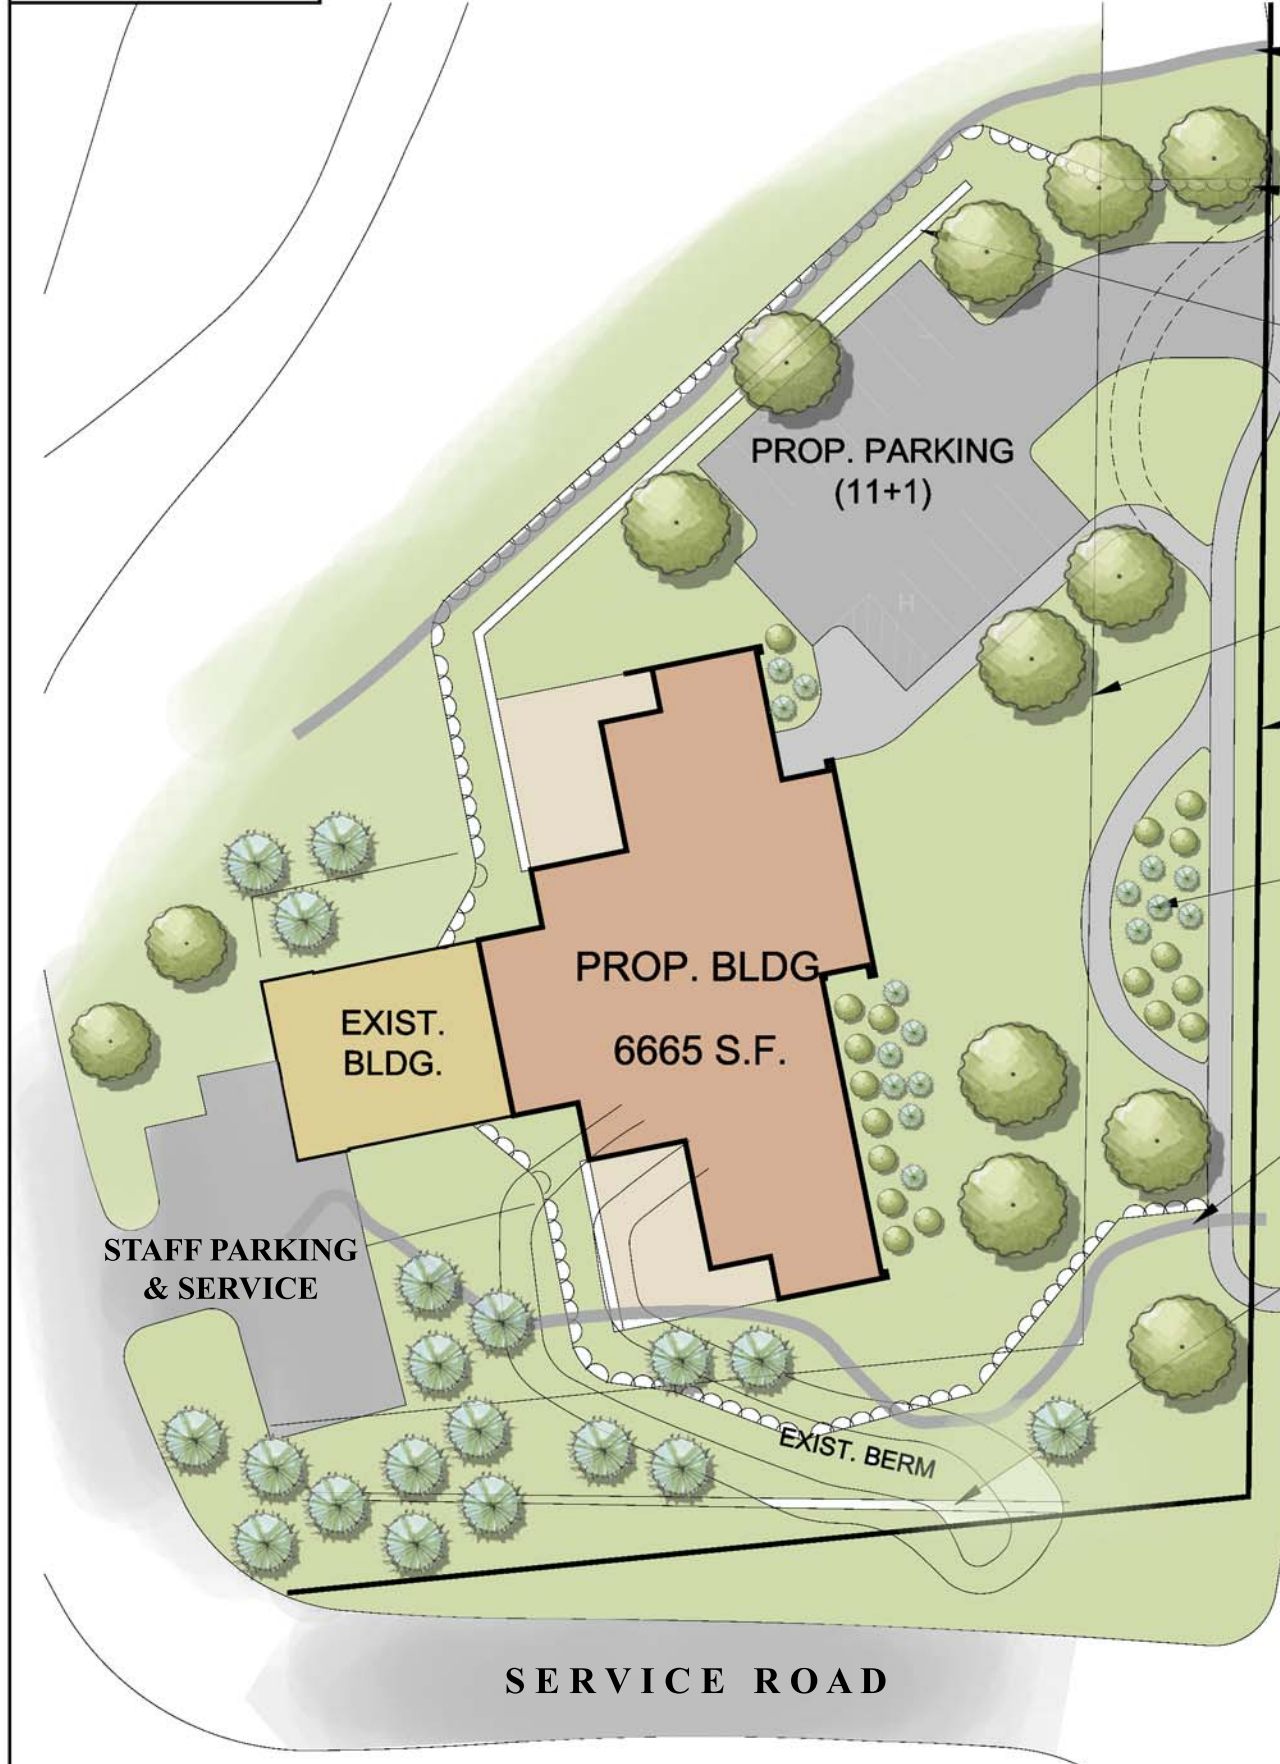 PROP. PARKING
(11+1)
H
PROP. BLDG.
6665 S.F.
EXIST.
BLDG.
STAFF PARKING
& SERVICE
EXIST. BERM
SERVICE ROAD